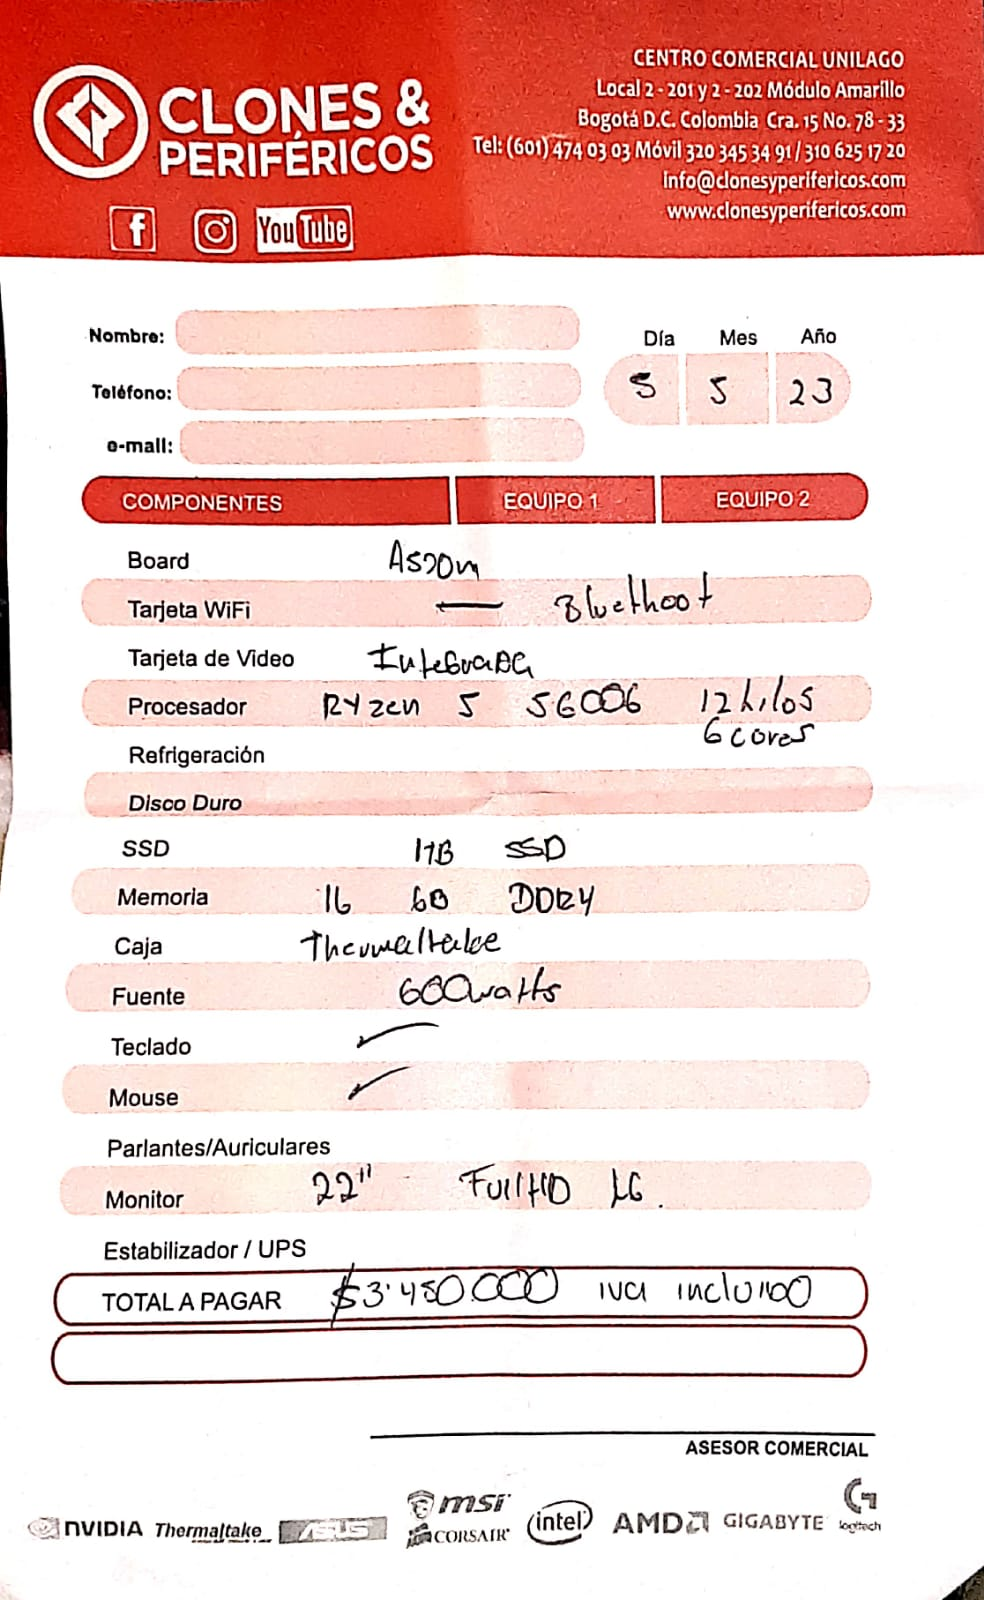 CLONES &
PERIFÉRICOS
YouTube
CENTRO COMERCIAL UNILAGO
Local 2 - 201 y 2 - 202 Módulo Amarillo
Bogotá D.C. Colombia Cra. 15 No. 78 - 33
Tel: (601) 474 03 03 Móvil 320 345 34 91 / 310 625 17 20
Info@clonesyperifericos.com
www.clonesyperifericos.com
Nombre:
Teléfono:
e-mail:
Día Mes Año
5 5 23
COMPONENTES EQUIPO 1 EQUIPO 2
Board A520m
Tarjeta WiFi — Bluethoot
Tarjeta de Video Integrada
Procesador RYzen 5 5600G 12 hilos
6 cores
Refrigeración
Disco Duro
SSD 1TB SSD
Memoria 16 GB DDR4
Caja Thermaltake
Fuente 600watts
Teclado ✓
Mouse ✓
Parlantes/Auriculares
Monitor 22" FullHD LG.
Estabilizador / UPS
TOTAL A PAGAR $3'450.000 iva incluido
ASESOR COMERCIAL
NVIDIA Thermaltake ASUS msi CORSAIR intel AMD GIGABYTE logitech